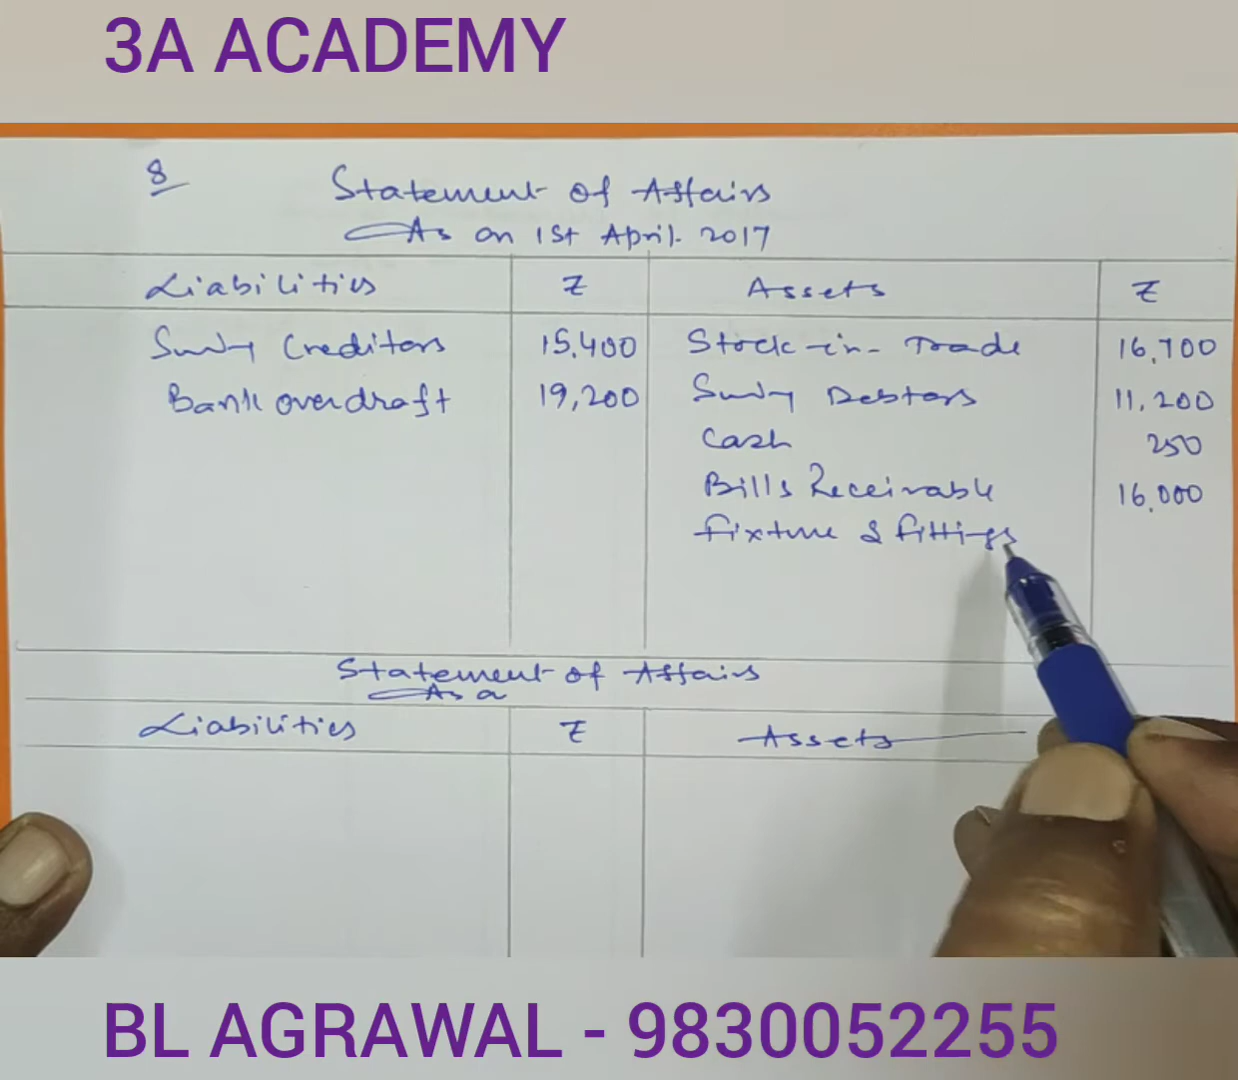 3A ACADEMY
8
Statement of Affairs
As on 1st April. 2017
Liabilities ₹ Assets ₹
Sundry Creditors 15,400 Stock-in-Trade 16,700
Bank overdraft 19,200 Sundry Debtors 11,200
Cash 250
Bills Receivable 16,000
Fixture & Fittings
Statement of Affairs
As o
Liabilities ₹ Assets
BL AGRAWAL - 9830052255